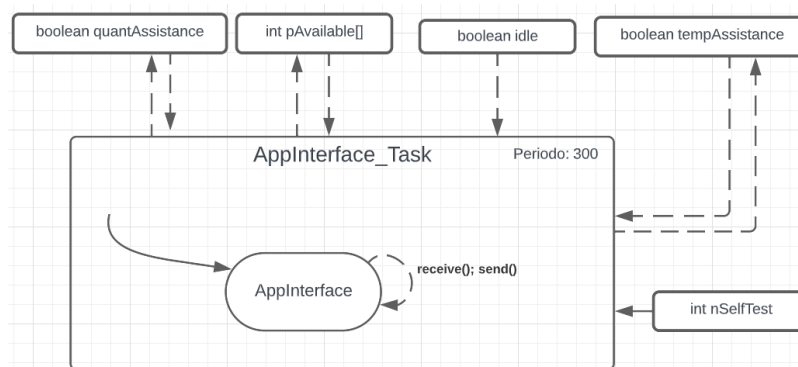 boolean quantAssistance
int pAvailable[]
boolean idle
boolean tempAssistance
AppInterface_Task
Periodo: 300
AppInterface
receive(); send()
int nSelfTest